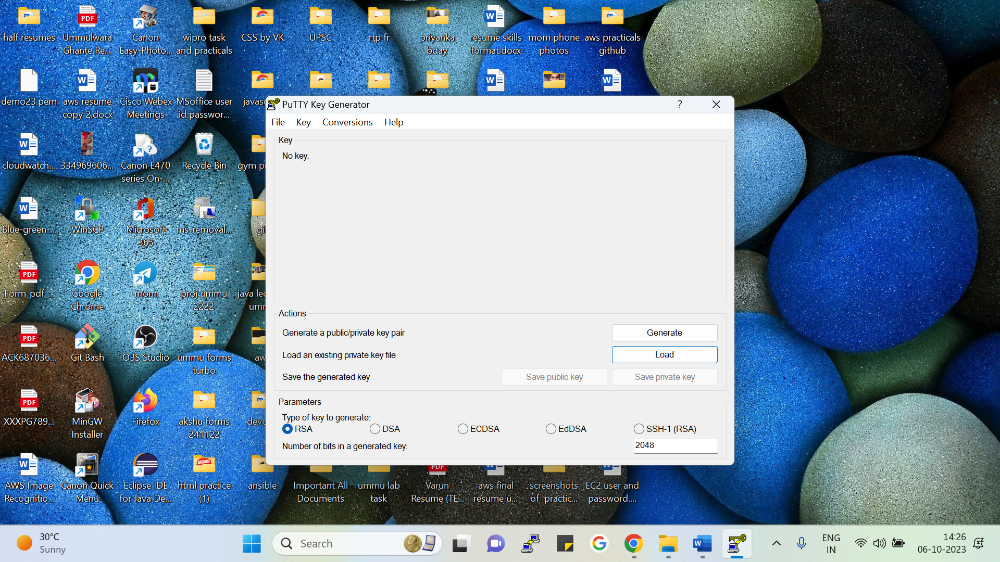 half resumes
Ummulwara
Ghante Re...
Canon
Easy-Photo...
wipro task
and practicals
CSS by VK
UPSC
rtp fr
priyanka
bday
resume skills
format.docx
mom phone
photos
aws practicals
github
demo23.pem
aws resume
copy 2.docx
Cisco Webex
Meetings
MSoffice user
id passwor...
cloudwatch...
334969606...
Canon E470
series On-...
Recycle Bin
Blue-green-...
WinSCP
Microsoft
365
ms-removal...
Form_pdf_...
Google
Chrome
mom
proj ummu
2222
ACK687036...
Git Bash
OBS Studio
ummu forms
turbo
XXXPG789...
MinGW
Installer
Firefox
akshu forms
241122
AWS Image
Recognitio...
Canon Quick
Menu
Eclipse IDE
for Java De...
html practice
(1)
ansible
Important All
Documents
ummu lab
task
Varun
Resume (TE...
aws final
resume u...
screenshots
of practic...
EC2 user and
password....
PuTTY Key Generator
?
File Key Conversions Help
Key
No key.
Actions
Generate a public/private key pair
Generate
Load an existing private key file
Load
Save the generated key
Save public key
Save private key
Parameters
Type of key to generate:
RSA DSA ECDSA EdDSA SSH-1 (RSA)
Number of bits in a generated key:
2048
30°C
Sunny
Search
ENG
IN
14:26
06-10-2023